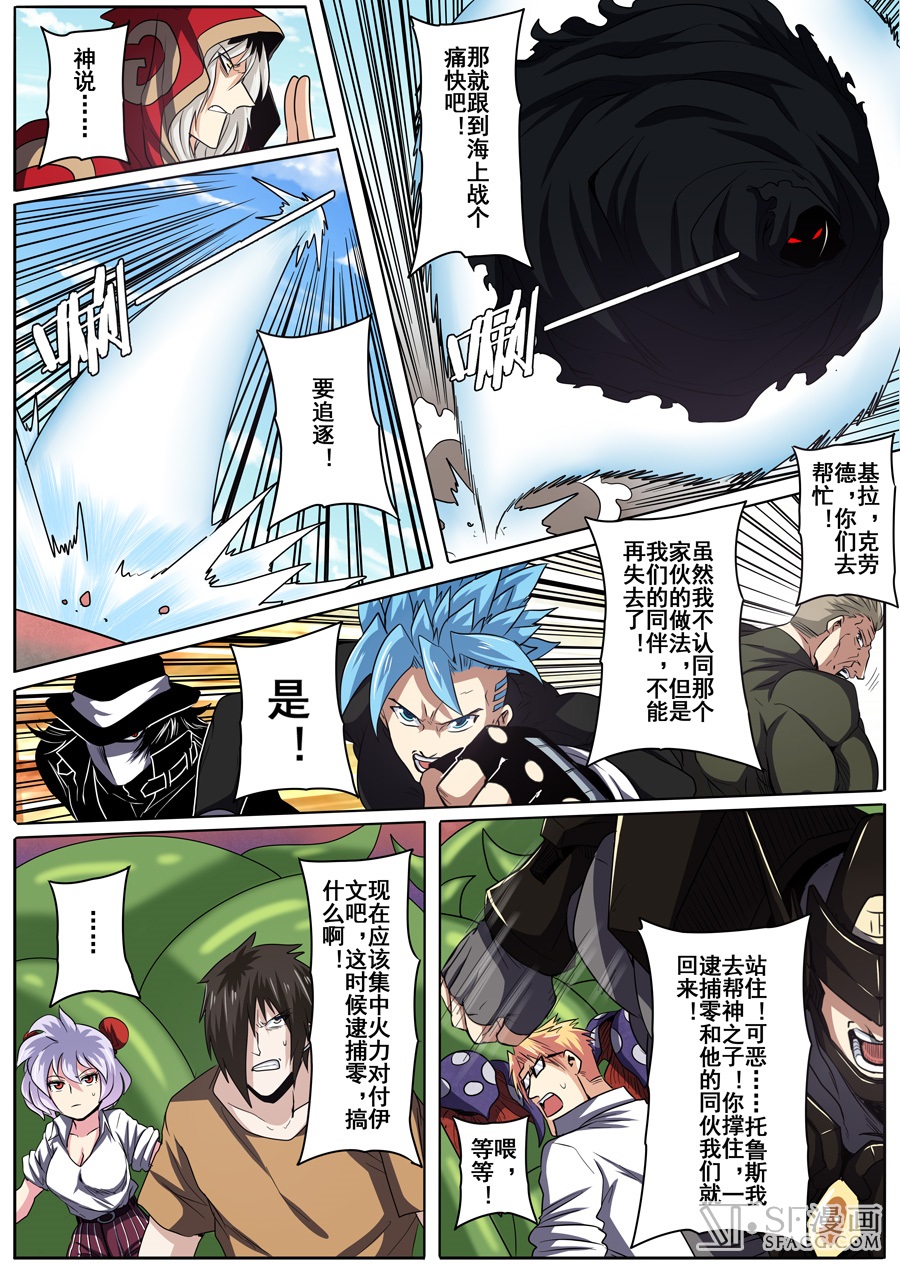 那就跟到海上战个
痛快吧！
神说……
要追逐！
基拉，克劳
德，你们去
帮忙！
虽然我不认同那个
家伙的做法，但是
我们的同伴，不能
再失去了！
是！
站住！可恶……托鲁斯我
去帮神之子！你撑住，一
逮捕零和他的同伙我们就
回来！
喂，
等等！
现在应该集中火力对付伊
文吧，这时候逮捕零，搞
什么啊！
……
SF漫画
SFACG.COM